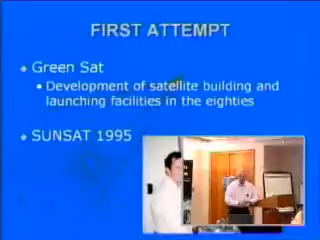 FIRST ATTEMPT
Green Sat
Development of satellite building and
launching facilities in the eighties
SUNSAT 1995